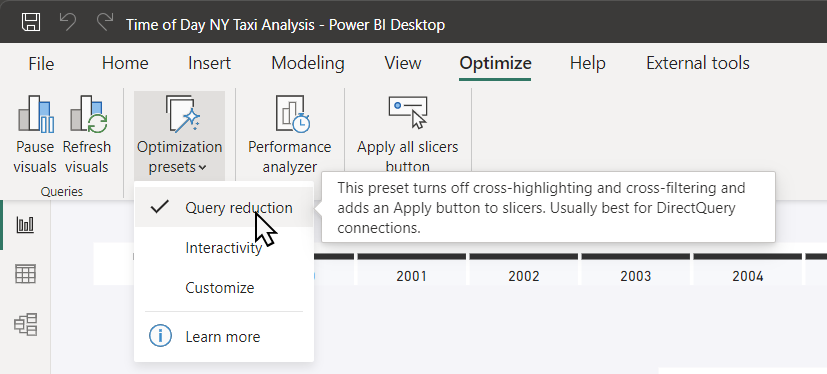 Time of Day NY Taxi Analysis - Power BI Desktop
File Home Insert Modeling View Optimize Help External tools
Pause visuals
Refresh visuals
Optimization presets
Performance analyzer
Apply all slicers button
Queries
Query reduction
This preset turns off cross-highlighting and cross-filtering and
adds an Apply button to slicers. Usually best for DirectQuery
connections.
Interactivity
Customize
Learn more
2001 2002 2003 2004